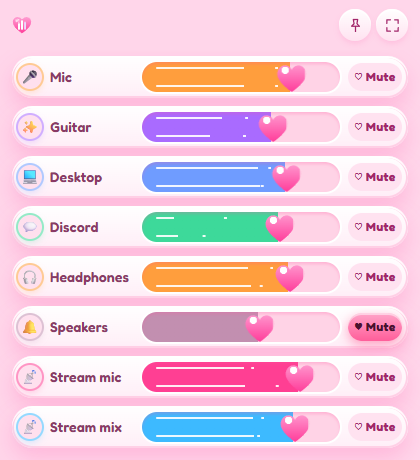 Mic ♡ Mute
Guitar ♡ Mute
Desktop ♡ Mute
Discord ♡ Mute
Headphones ♡ Mute
Speakers ♥ Mute
Stream mic ♡ Mute
Stream mix ♡ Mute